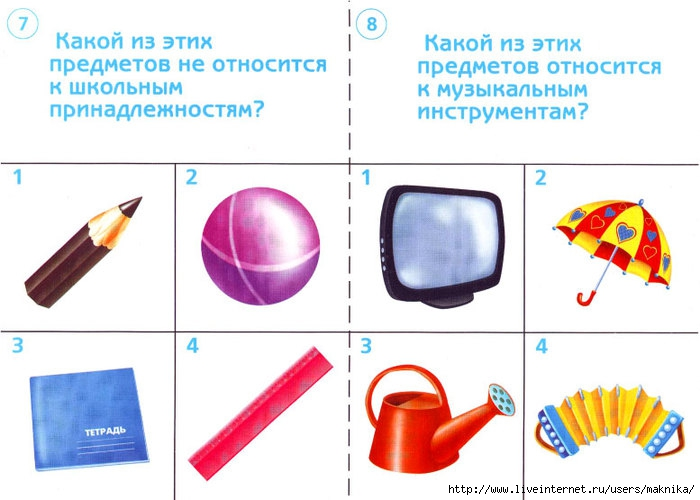 7
Какой из этих
предметов не относится
к школьным
принадлежностям?
1
2
3
4
ТЕТРАДЬ
8
Какой из этих
предметов относится
к музыкальным
инструментам?
1
2
3
4
http://www.liveinternet.ru/users/maknika/